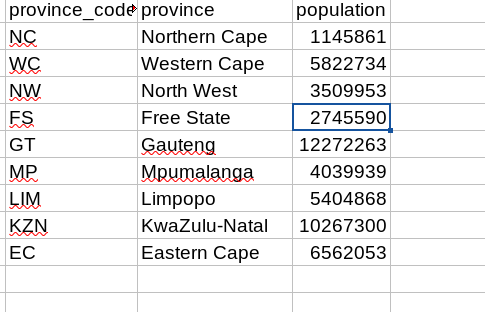 province_code province population
NC Northern Cape 1145861
WC Western Cape 5822734
NW North West 3509953
FS Free State 2745590
GT Gauteng 12272263
MP Mpumalanga 4039939
LIM Limpopo 5404868
KZN KwaZulu-Natal 10267300
EC Eastern Cape 6562053